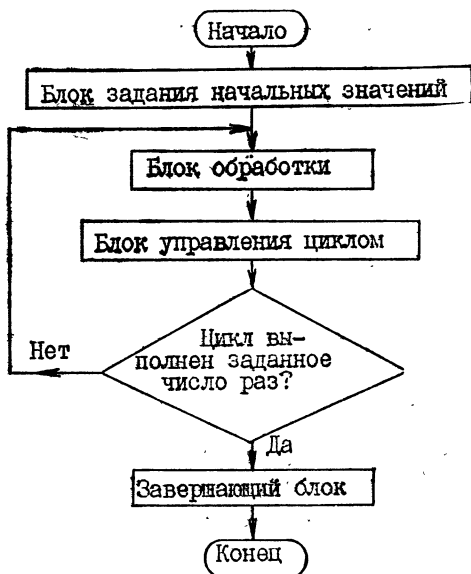 Начало
Блок задания начальных значений
Блок обработки
Блок управления циклом
Цикл вы-
полнен заданное
число раз?
Нет
Да
Завершающий блок
Конец